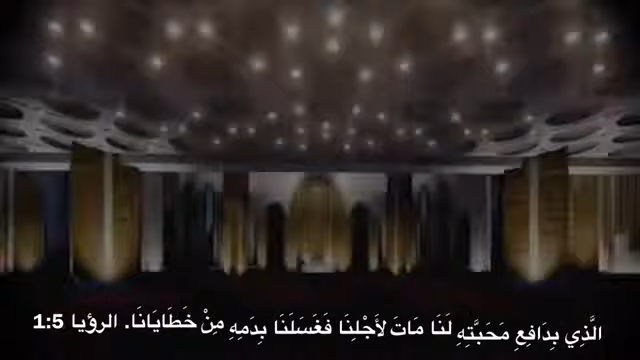 الَّذِي بِدَافِعِ مَحَبَّتِهِ لَنَا مَاتَ لأَجْلِنَا فَغَسَلَنَا بِدَمِهِ مِنْ خَطَايَانَا. الرؤيا 1:5